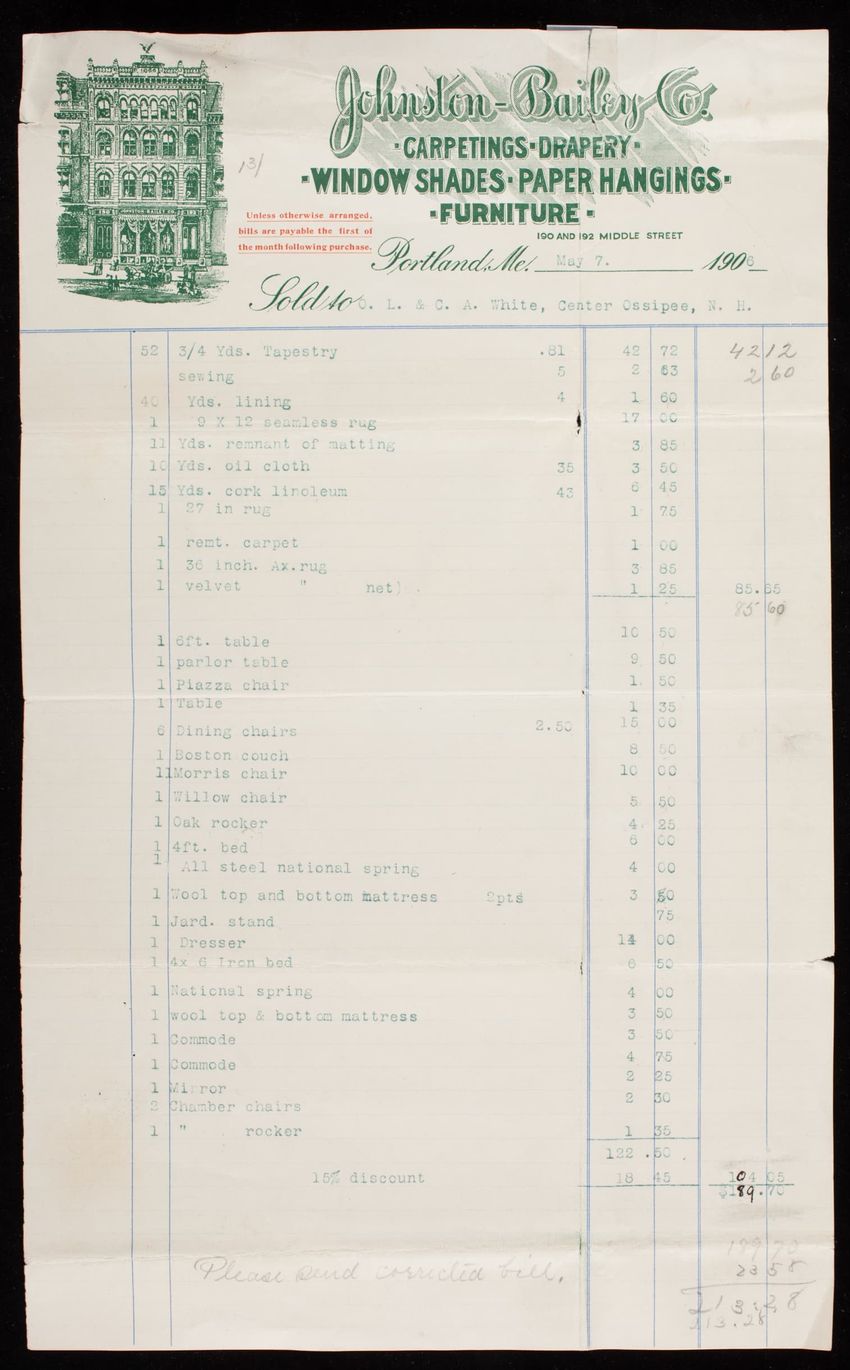 13/
Johnston-Bailey Co.
CARPETINGS DRAPERY
WINDOW SHADES PAPER HANGINGS
FURNITURE
190 AND 192 MIDDLE STREET
Unless otherwise arranged,
bills are payable the first of
the month following purchase.
Portland, Me. May 7. 1906
Sold to O. L. & C. A. White, Center Ossipee, N. H.
52 3/4 Yds. Tapestry .81 42 72 4212
sewing 5 2 63 2 60
40 Yds. lining 4 1 60
1 9 X 12 seamless rug 17 00
11 Yds. remnant of matting 3 85
10 Yds. oil cloth 35 3 50
15 Yds. cork linoleum 43 6 45
1 27 in rug 1 75
1 remt. carpet 1 00
1 36 inch. Ax.rug 3 85
1 velvet " net) . 1 25 85.85
85 60
1 6ft. table 10 50
1 parlor table 9 50
1 Piazza chair 1 50
1 Table 1 35
6 Dining chairs 2.50 15 00
1 Boston couch 8 50
11Morris chair 10 00
1 Willow chair 5 50
1 Oak rocker 4 25
1 4ft. bed 6 00
1 All steel national spring 4 00
1 Wool top and bottom mattress 2pts 3 50
1 Jard. stand 75
1 Dresser 14 00
1 4x 6 Iron bed 6 50
1 National spring 4 00
1 wool top & bottom mattress 3 50
1 Commode 3 50
1 Commode 4 75
1 Mirror 2 25
2 Chamber chairs 2 30
1 " rocker 1 35
122 .50
15% discount 18 45 104 05
$189.70
189 70
Please send corrected bill. 23 58
213.28
213.28